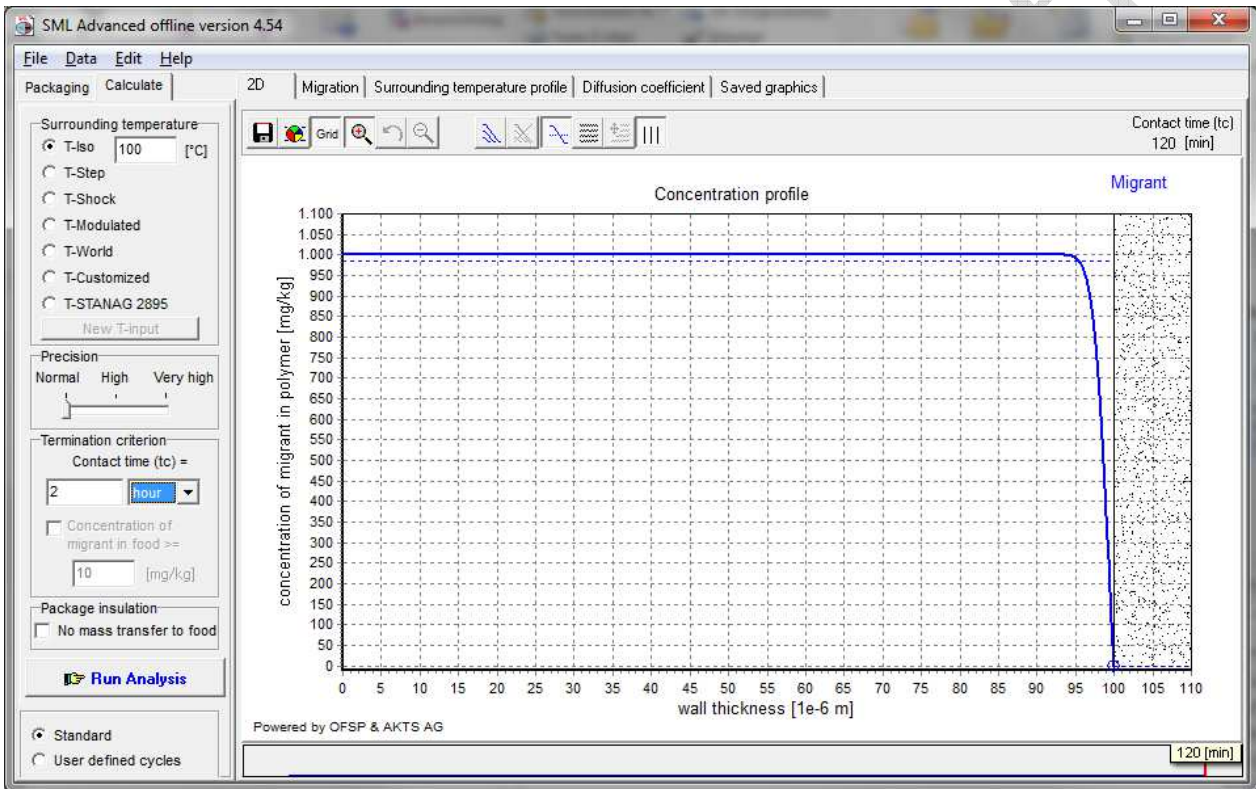 SML Advanced offline version 4.54
File Data Edit Help
Packaging Calculate
2D Migration Surrounding temperature profile Diffusion coefficient Saved graphics
Surrounding temperature
T-Iso 100 [°C]
T-Step
T-Shock
T-Modulated
T-World
T-Customized
T-STANAG 2895
New T-input
Precision
Normal High Very high
Termination criterion
Contact time (tc) =
2 hour
Concentration of
migrant in food >=
10 [mg/kg]
Package insulation
No mass transfer to food
Run Analysis
Standard
User defined cycles
Grid
Contact time (tc)
120 [min]
Migrant
Concentration profile
concentration of migrant in polymer [mg/kg]
1.100
1.050
1.000
950
900
850
800
750
700
650
600
550
500
450
400
350
300
250
200
150
100
50
0
0 5 10 15 20 25 30 35 40 45 50 55 60 65 70 75 80 85 90 95 100 105 110
wall thickness [1e-6 m]
Powered by OFSP & AKTS AG
120 [min]